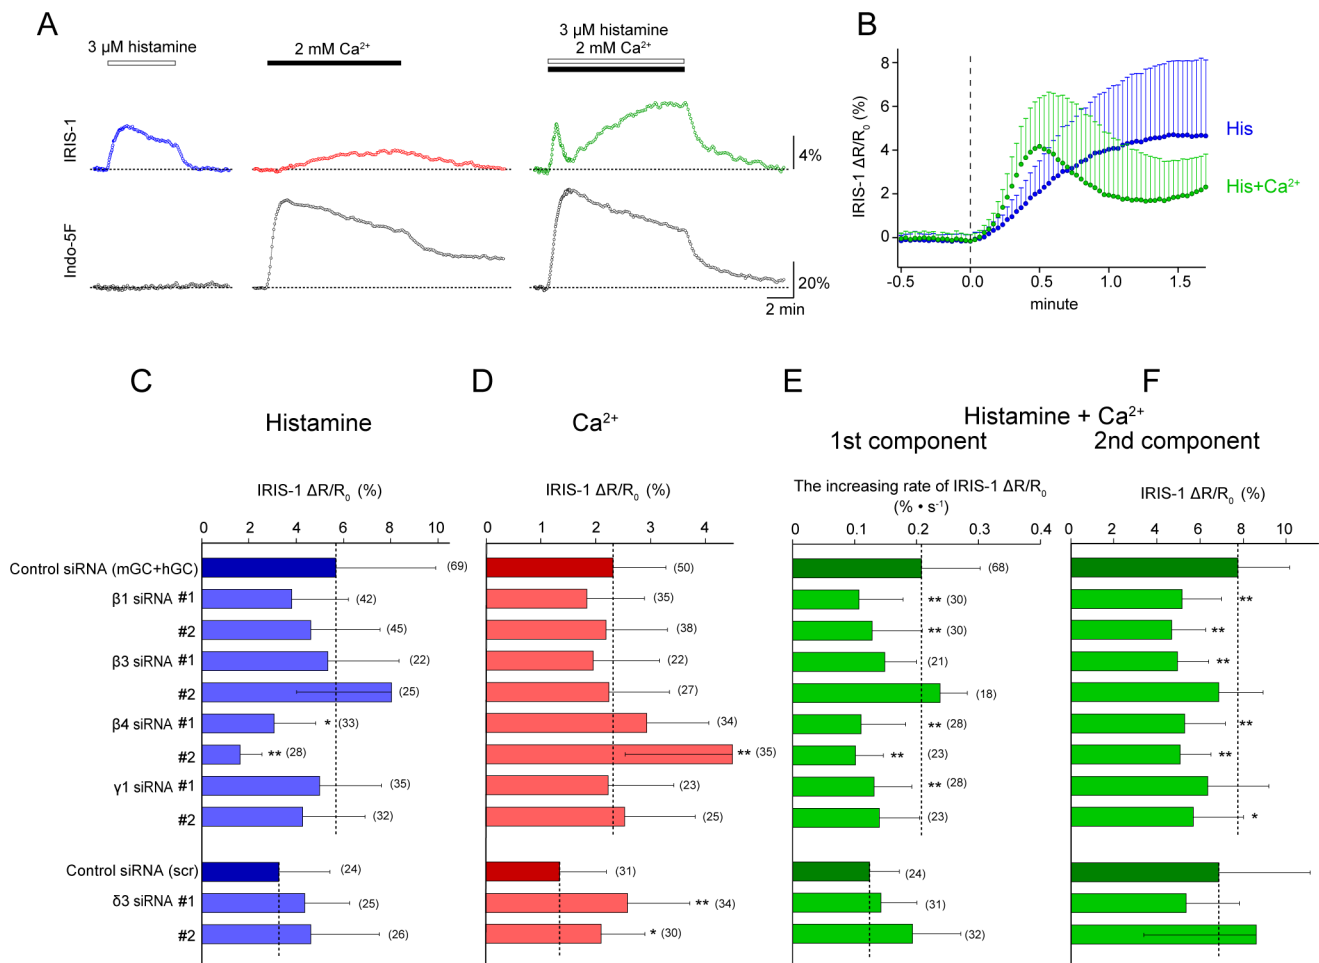 A
3 µM histamine
2 mM Ca²⁺
3 µM histamine
2 mM Ca²⁺
IRIS-1
4%
Indo-5F
20%
2 min
B
IRIS-1 ΔR/R₀ (%)
8
6
4
2
0
-0.5 0.0 0.5 1.0 1.5
minute
His
His+Ca²⁺
C
Histamine
IRIS-1 ΔR/R₀ (%)
0 2 4 6 8 10
Control siRNA (mGC+hGC) (69)
β1 siRNA #1 (42)
#2 (45)
β3 siRNA #1 (22)
#2 (25)
β4 siRNA #1 * (33)
#2 ** (28)
γ1 siRNA #1 (35)
#2 (32)
Control siRNA (scr) (24)
δ3 siRNA #1 (25)
#2 (26)
D
Ca²⁺
IRIS-1 ΔR/R₀ (%)
0 1 2 3 4
(50)
(35)
(38)
(22)
(27)
(34)
** (35)
(23)
(25)
(31)
** (34)
* (30)
Histamine + Ca²⁺
E
1st component
The increasing rate of IRIS-1 ΔR/R₀
(% • s⁻¹)
0 0.1 0.2 0.3 0.4
(68)
** (30)
** (30)
(21)
(18)
** (28)
** (23)
** (28)
(23)
(24)
(31)
(32)
F
2nd component
IRIS-1 ΔR/R₀ (%)
0 2 4 6 8 10
**
**
**
**
**
*